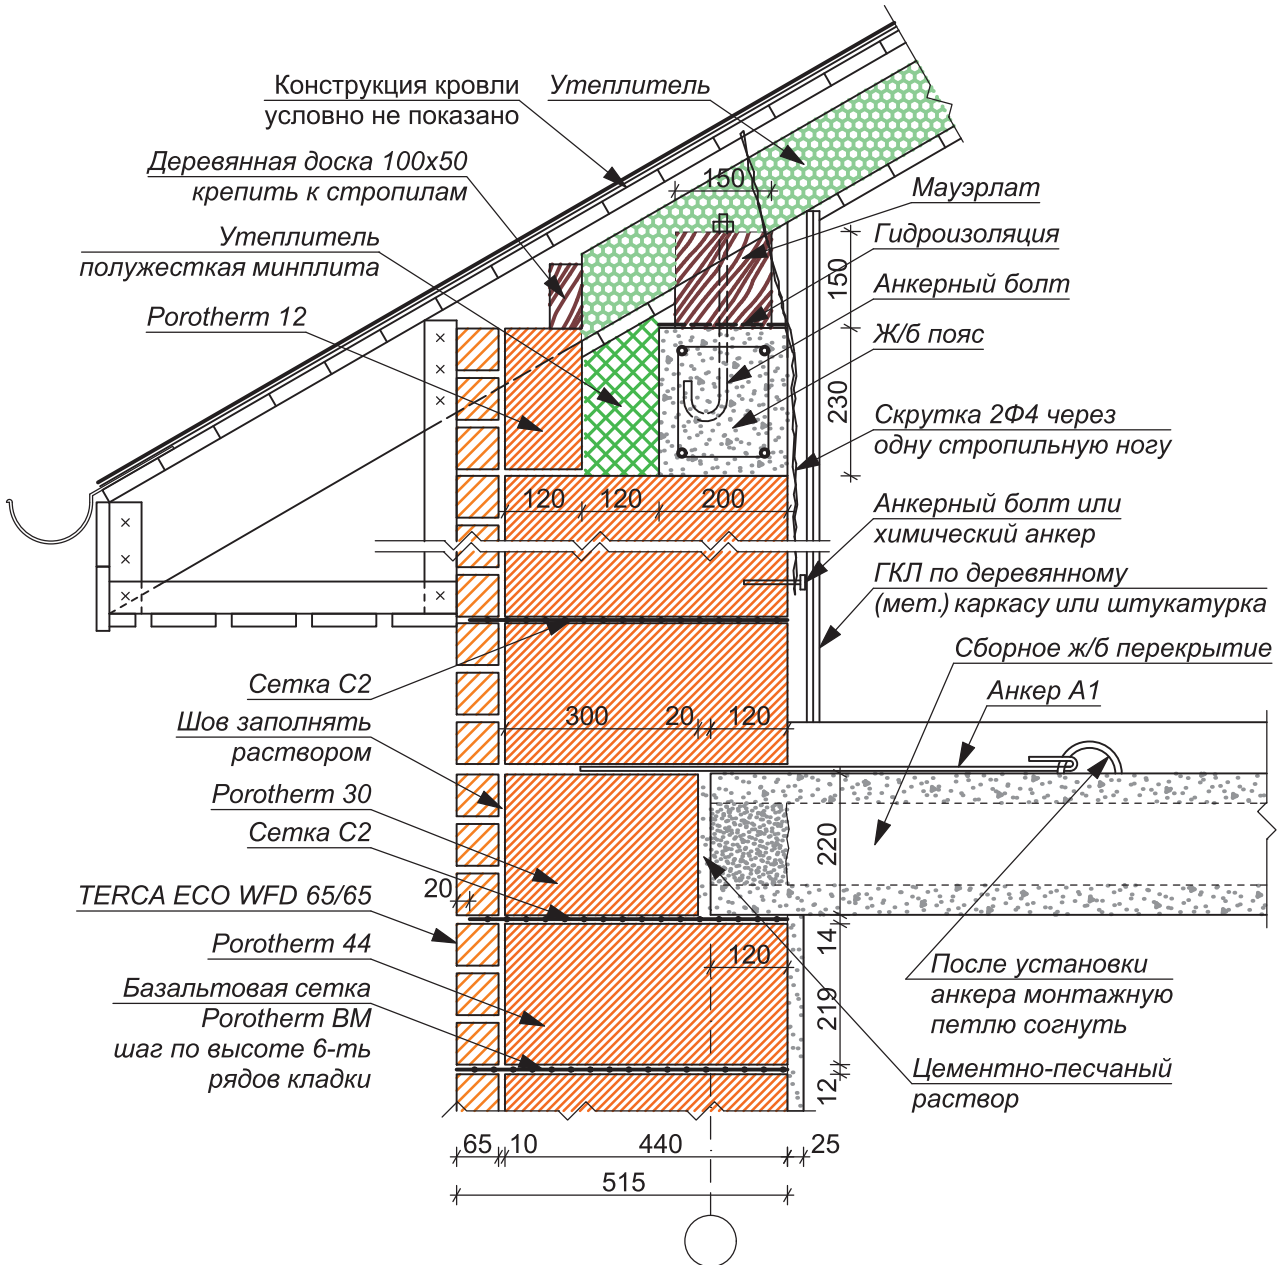 Конструкция кровли
условно не показано
Утеплитель
Деревянная доска 100х50
крепить к стропилам
150
Мауэрлат
Утеплитель
полужесткая минплита
Гидроизоляция
150
Анкерный болт
Porotherm 12
Ж/б пояс
230
Скрутка 2Ф4 через
одну стропильную ногу
120
120
200
Анкерный болт или
химический анкер
ГКЛ по деревянному
(мет.) каркасу или штукатурка
Сборное ж/б перекрытие
Сетка С2
Анкер А1
Шов заполнять
раствором
300
20
120
Porotherm 30
Сетка С2
220
TERCA ECO WFD 65/65
20
Porotherm 44
14
120
После установки
анкера монтажную
петлю согнуть
Базальтовая сетка
Porotherm BM
шаг по высоте 6-ть
рядов кладки
219
12
Цементно-песчаный
раствор
65
10
440
25
515